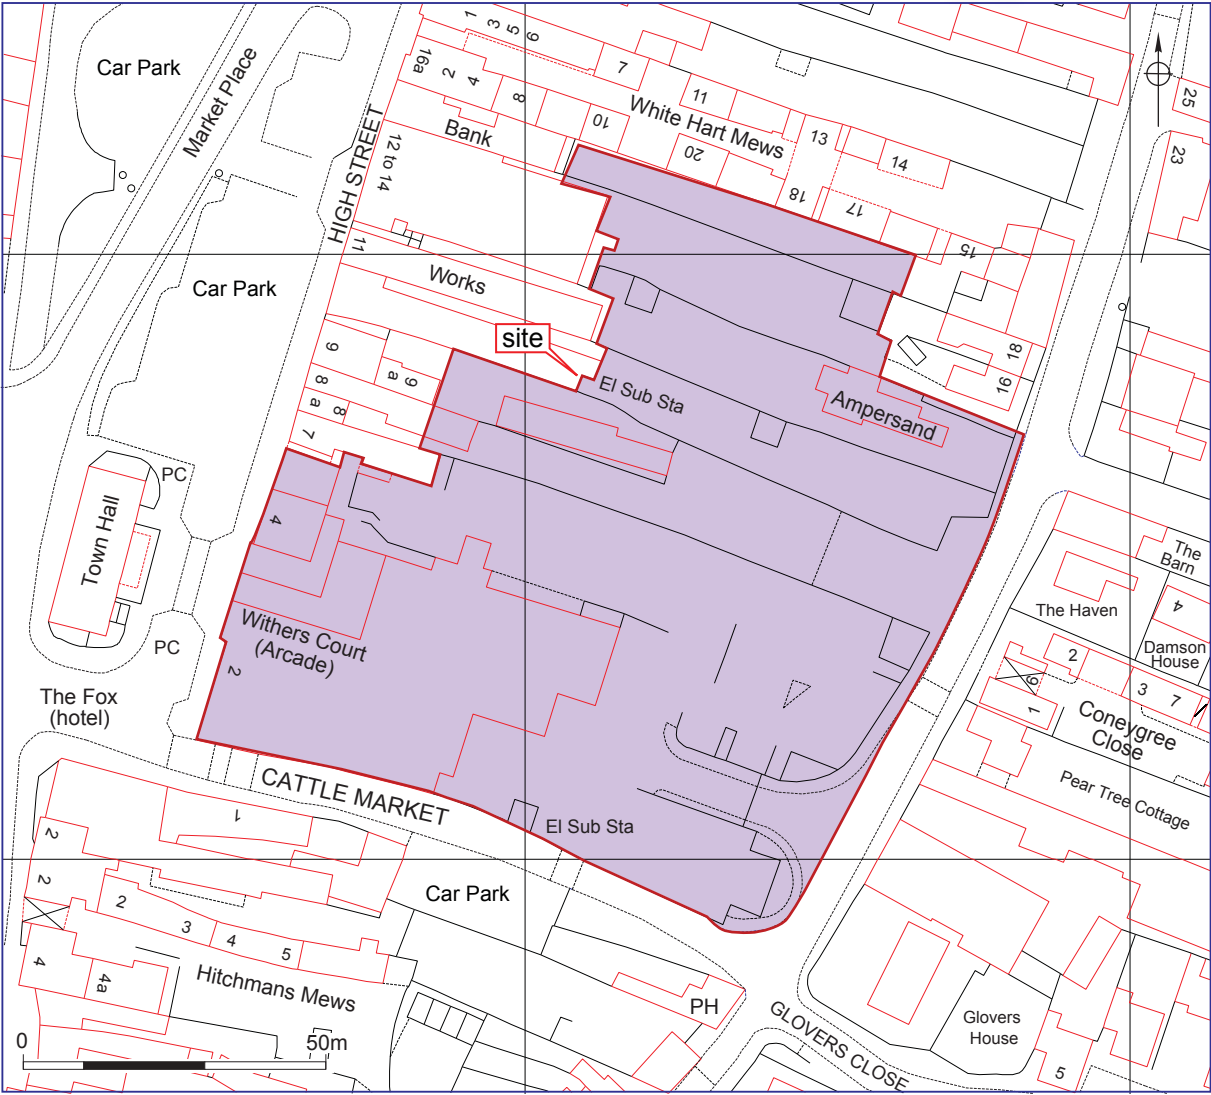 1
3
5
6
Car Park
Market Place
16a
2
4
8
7
11
10
White Hart Mews
13
14
20
18
17
15
25
23
Bank
12 to 14
HIGH STREET
11
Works
Car Park
site
El Sub Sta
Ampersand
18
16
9
9
a
8
a
8
7
PC
Town Hall
4
PC
Withers Court
(Arcade)
2
The Fox
(hotel)
CATTLE MARKET
El Sub Sta
The
Barn
4
The Haven
Damson
House
2
6
1
3
7
Coneygree
Close
Pear Tree Cottage
1
2
2
2
3
4
5
4
4a
Hitchmans Mews
Car Park
PH
GLOVERS CLOSE
Glovers
House
5
0
50m